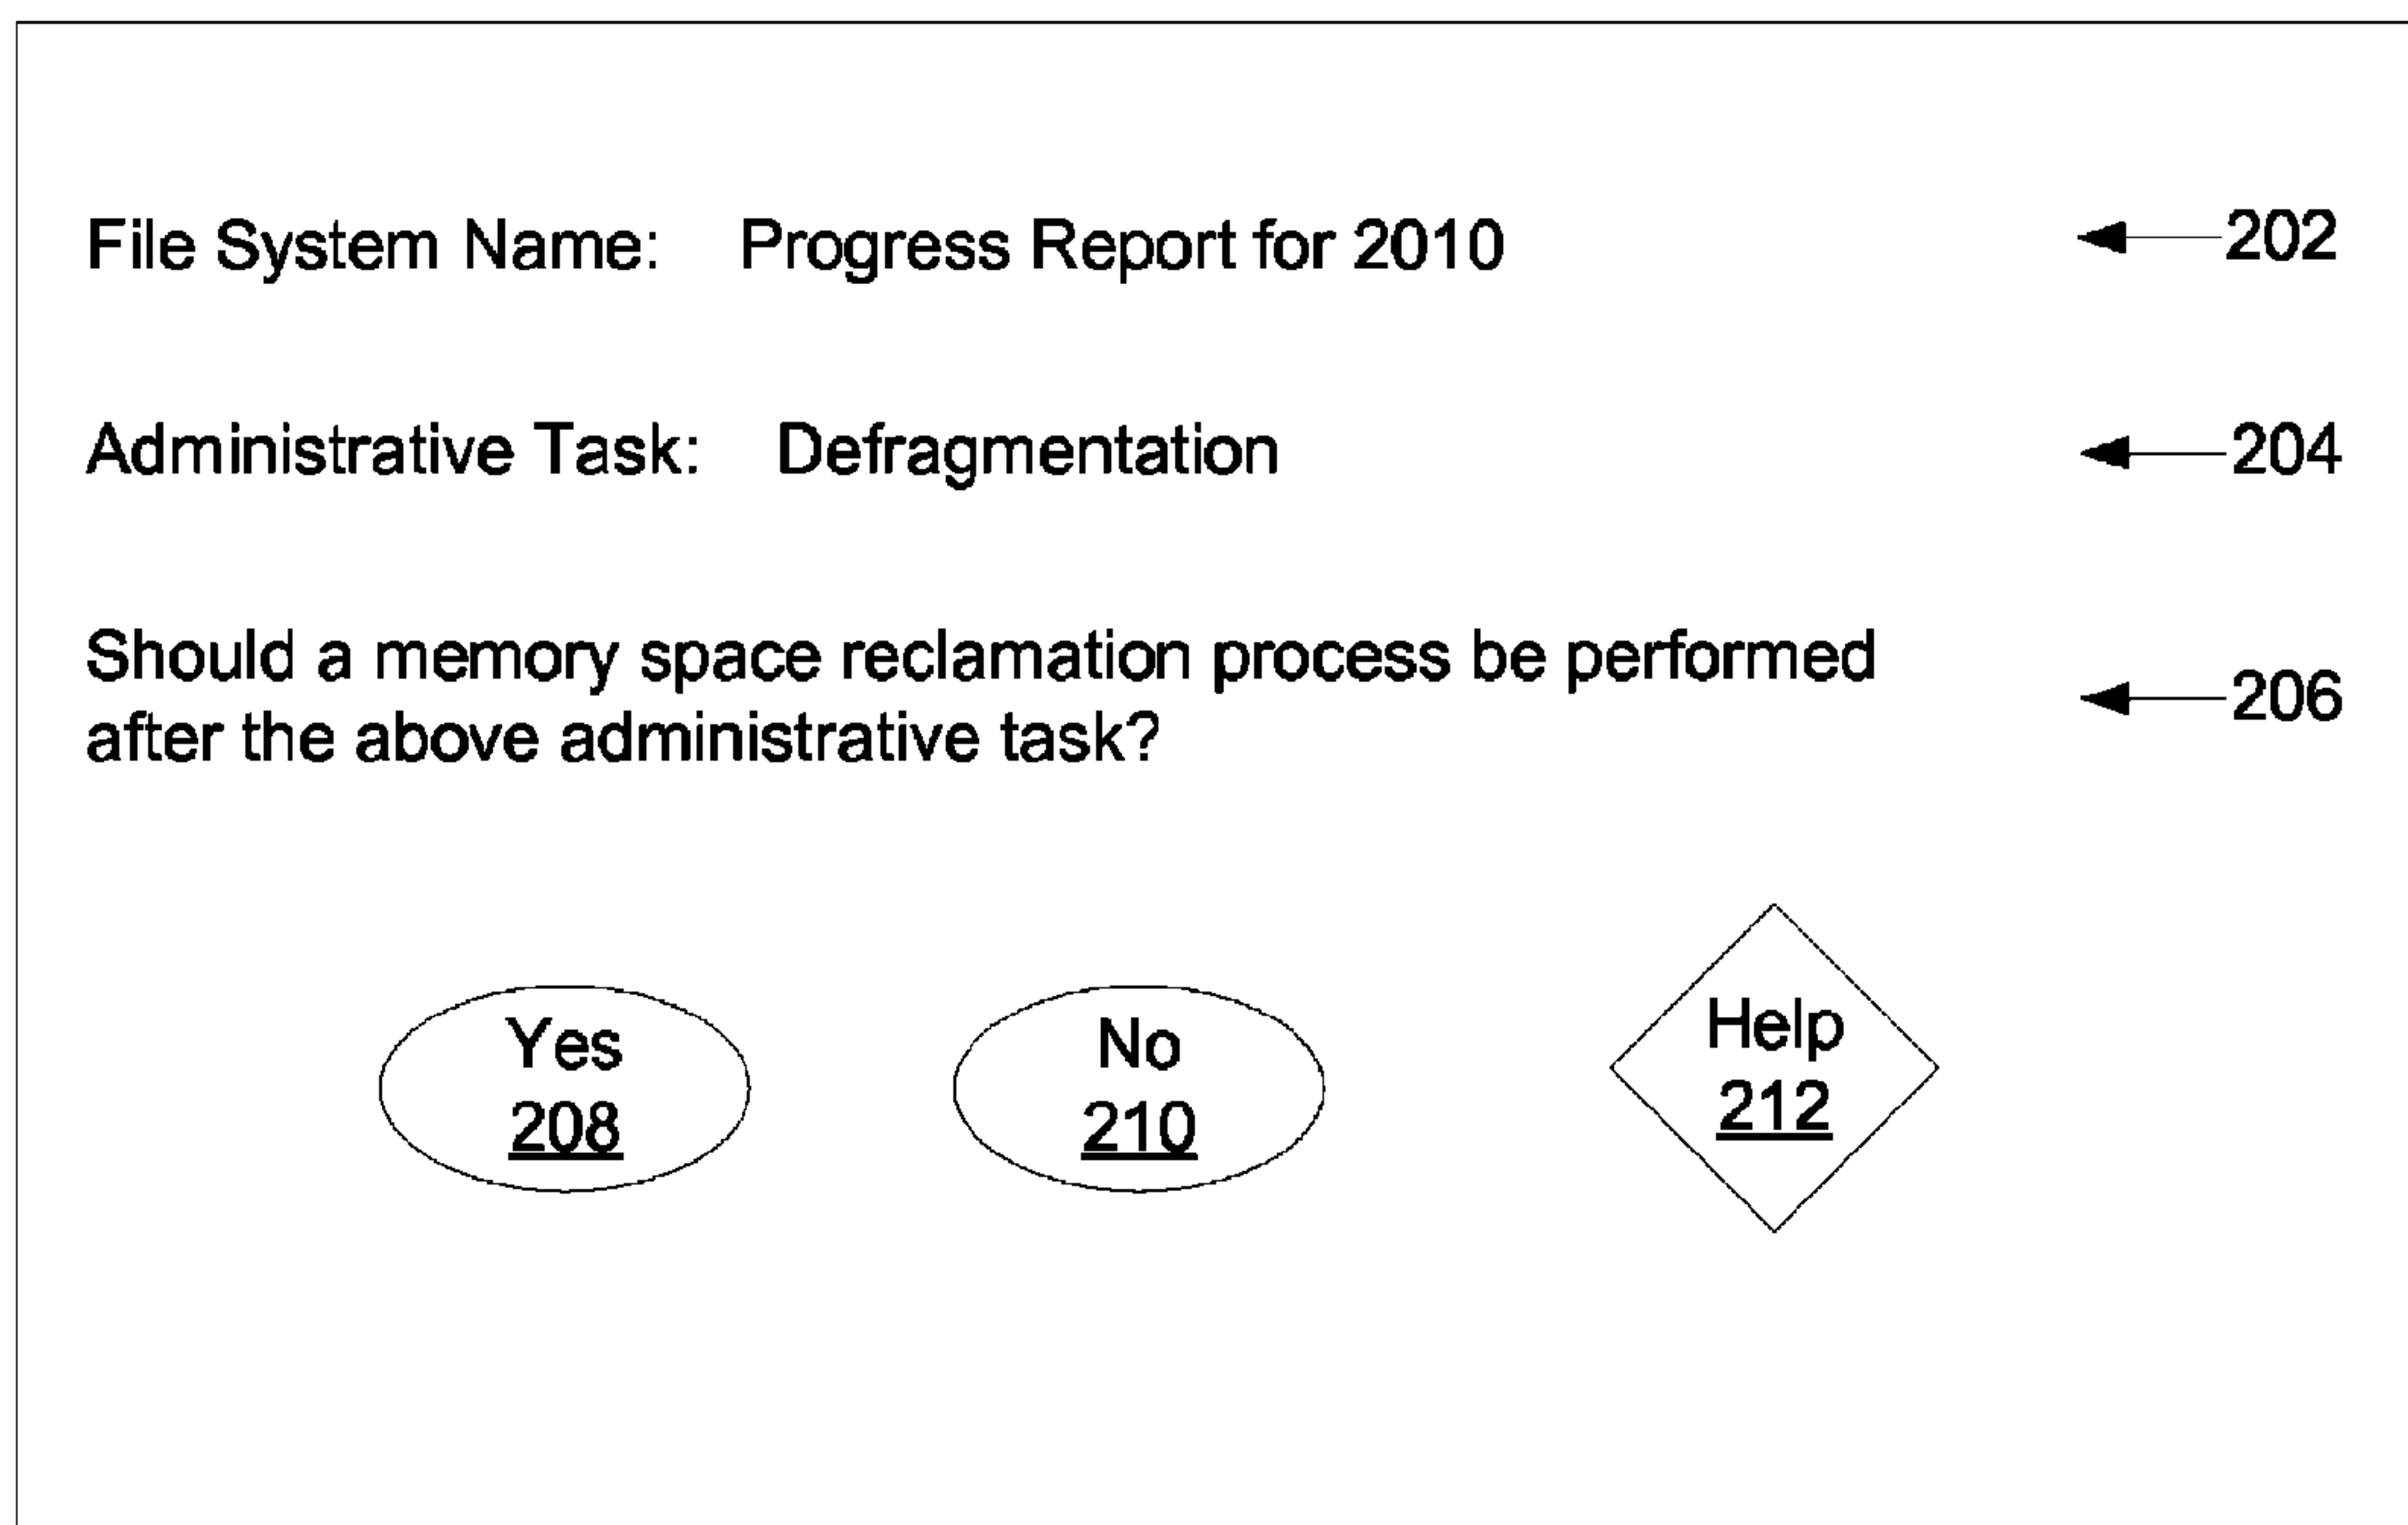 File System Name: Progress Report for 2010 202
Administrative Task: Defragmentation 204
Should a memory space reclamation process be performed
after the above administrative task? 206
Yes
208
No
210
Help
212